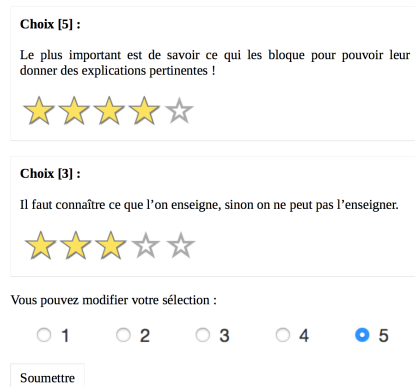 Choix [5] :
Le plus important est de savoir ce qui les bloque pour pouvoir leur
donner des explications pertinentes !
Choix [3] :
Il faut connaître ce que l'on enseigne, sinon on ne peut pas l'enseigner.
Vous pouvez modifier votre sélection :
1 2 3 4 5
Soumettre